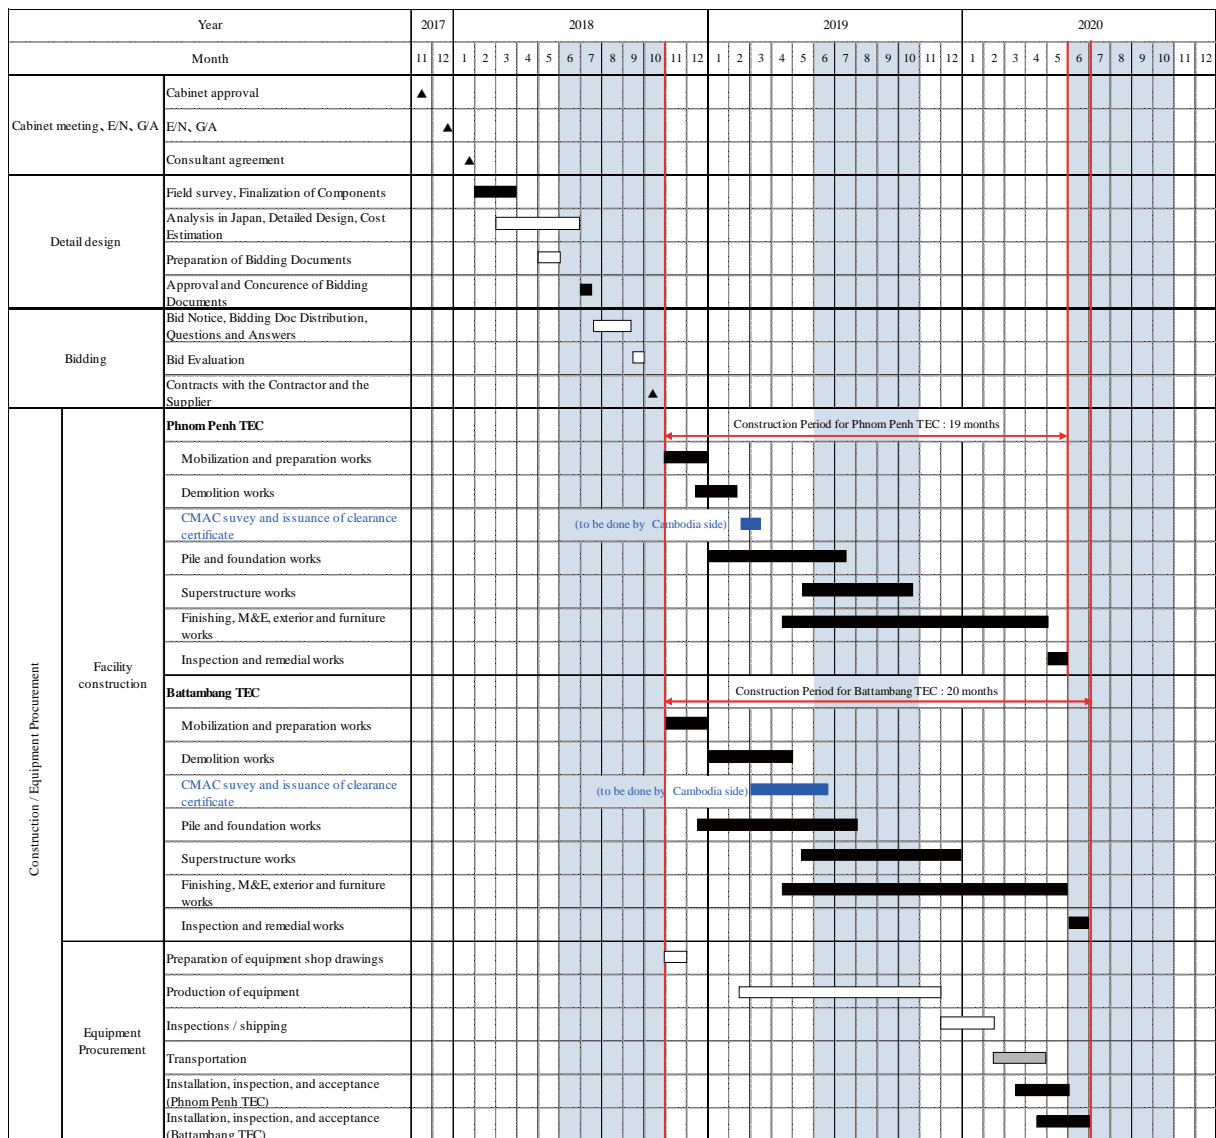 Year 2017 2018 2019 2020
Month 11 12 1 2 3 4 5 6 7 8 9 10 11 12 1 2 3 4 5 6 7 8 9 10 11 12 1 2 3 4 5 6 7 8 9 10 11 12
Cabinet meeting、E/N、G/A
Cabinet approval
E/N、G/A
Consultant agreement
Detail design
Field survey, Finalization of Components
Analysis in Japan, Detailed Design, Cost
Estimation
Preparation of Bidding Documents
Approval and Concurence of Bidding
Documents
Bidding
Bid Notice, Bidding Doc Distribution,
Questions and Answers
Bid Evaluation
Contracts with the Contractor and the
Supplier
Construction / Equipment Procurement
Facility
construction
Phnom Penh TEC
Construction Period for Phnom Penh TEC : 19 months
Mobilization and preparation works
Demolition works
CMAC suvey and issuance of clearance
certificate
(to be done by Cambodia side)
Pile and foundation works
Superstructure works
Finishing, M&E, exterior and furniture
works
Inspection and remedial works
Battambang TEC
Construction Period for Battambang TEC : 20 months
Mobilization and preparation works
Demolition works
CMAC suvey and issuance of clearance
certificate
(to be done by Cambodia side)
Pile and foundation works
Superstructure works
Finishing, M&E, exterior and furniture
works
Inspection and remedial works
Equipment
Procurement
Preparation of equipment shop drawings
Production of equipment
Inspections / shipping
Transportation
Installation, inspection, and acceptance
(Phnom Penh TEC)
Installation, inspection, and acceptance
(Battambang TEC)